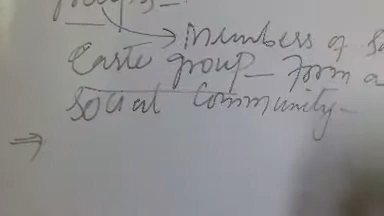 → Members of
Caste group - form a
Social Community -
⇒